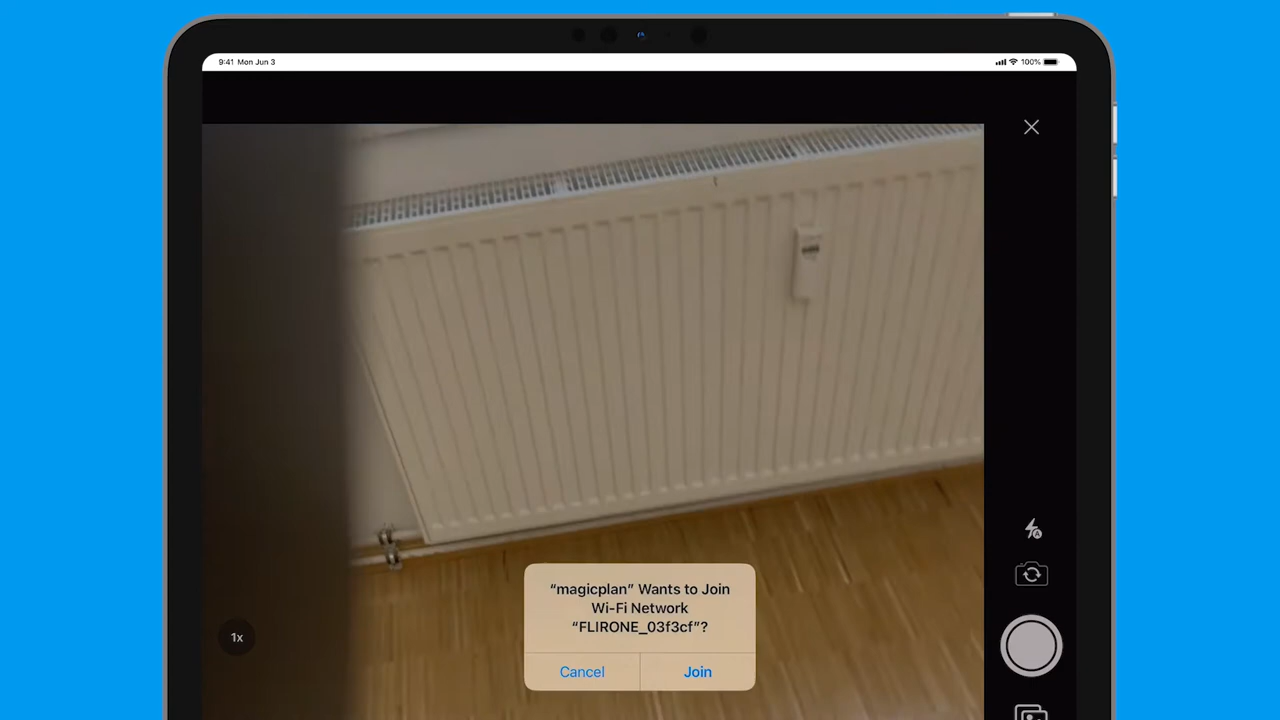 9:41 Mon Jun 3
100%
“magicplan” Wants to Join
Wi-Fi Network
“FLIRONE_03f3cf”?
Cancel
Join
1x